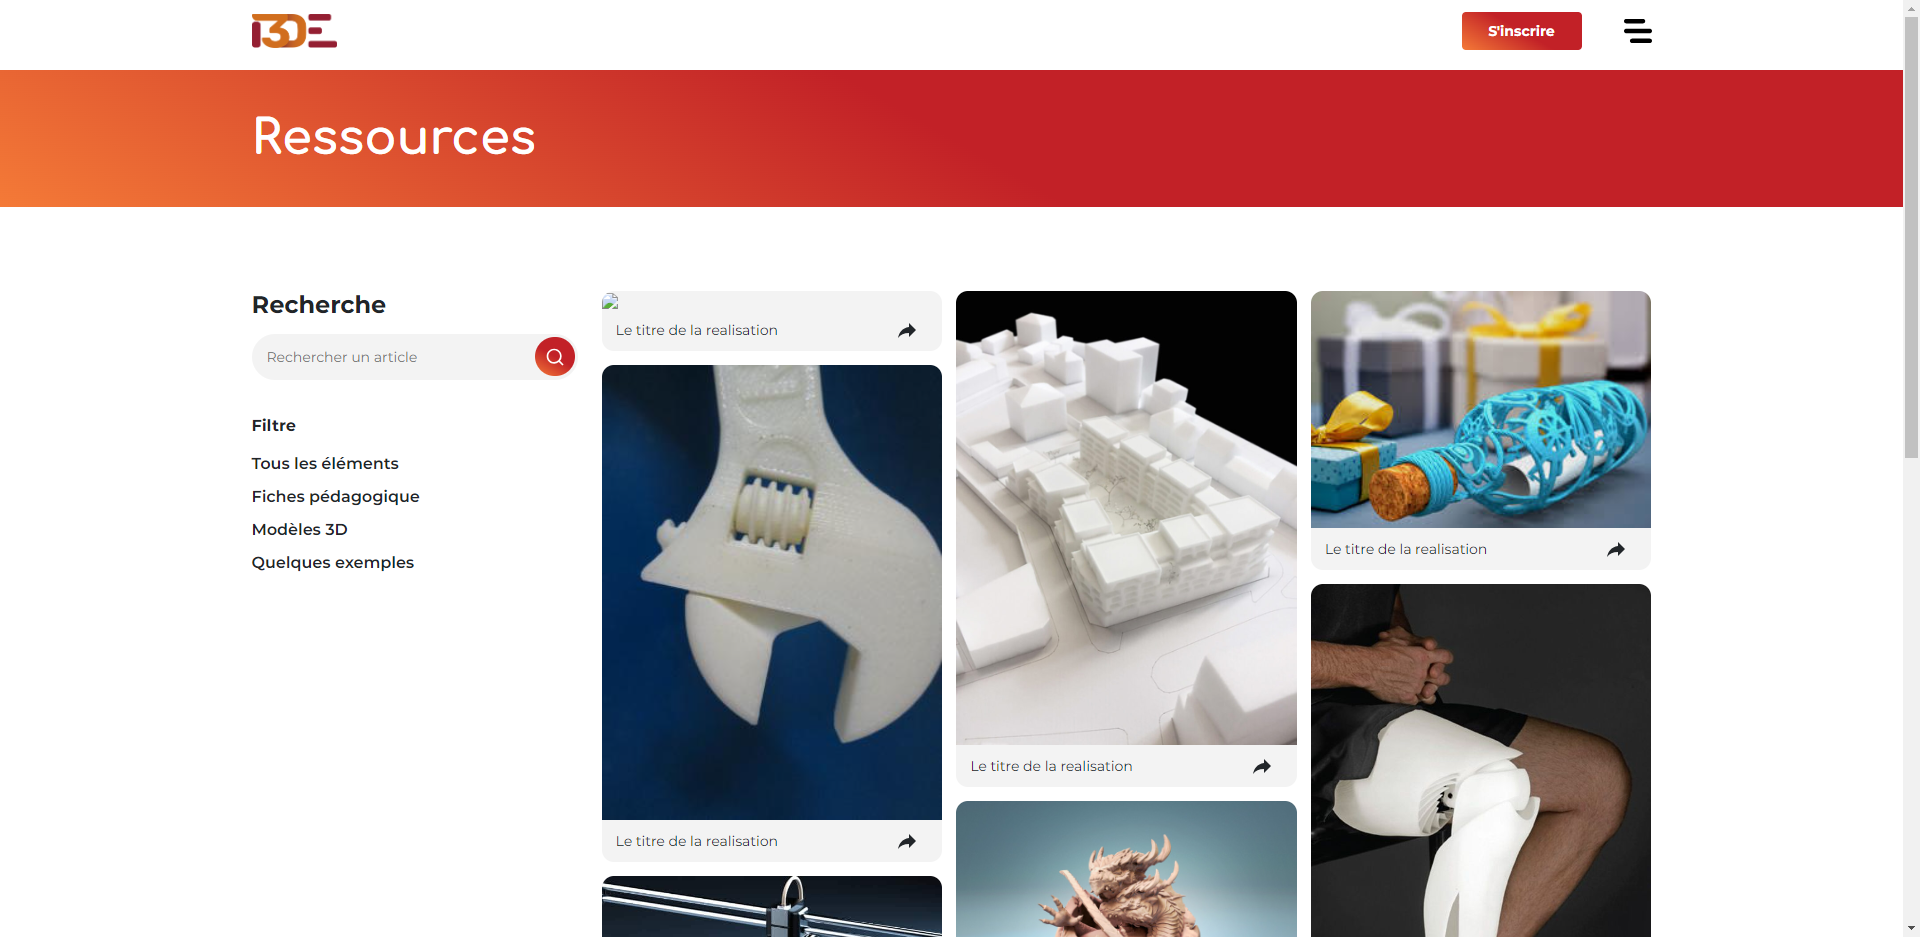 I3DE
S'inscrire
Ressources
Recherche
Rechercher un article
Filtre
Tous les éléments
Fiches pédagogique
Modèles 3D
Quelques exemples
Le titre de la realisation
Le titre de la realisation
Le titre de la realisation
Le titre de la realisation